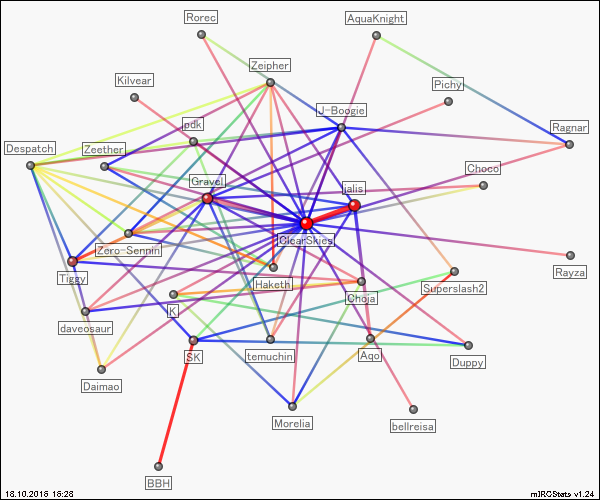 Rorec
AquaKnight
Zeipher
Kilvear
Pichy
J-Boogie
pdk
Ragnar
Despatch
Zeether
Choco
Gravel
jalis
ClearSkies
Zero-Sennin
Tiggy
Haketh
Rayza
Choja
Superslash2
K
daveosaur
SK
temuchin
Aqo
Duppy
Daimao
Morelia
bellreisa
BBH
18.10.2016 16:28
mIRCStats v1.24